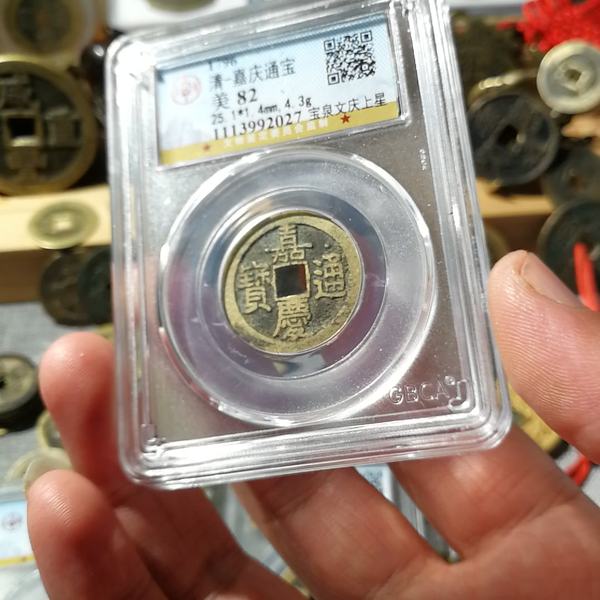 清-嘉庆通宝
美 82
25.1*1.4mm, 4.3g
1113992027 宝泉文庆上星
嘉
寶 通
慶
GBCA